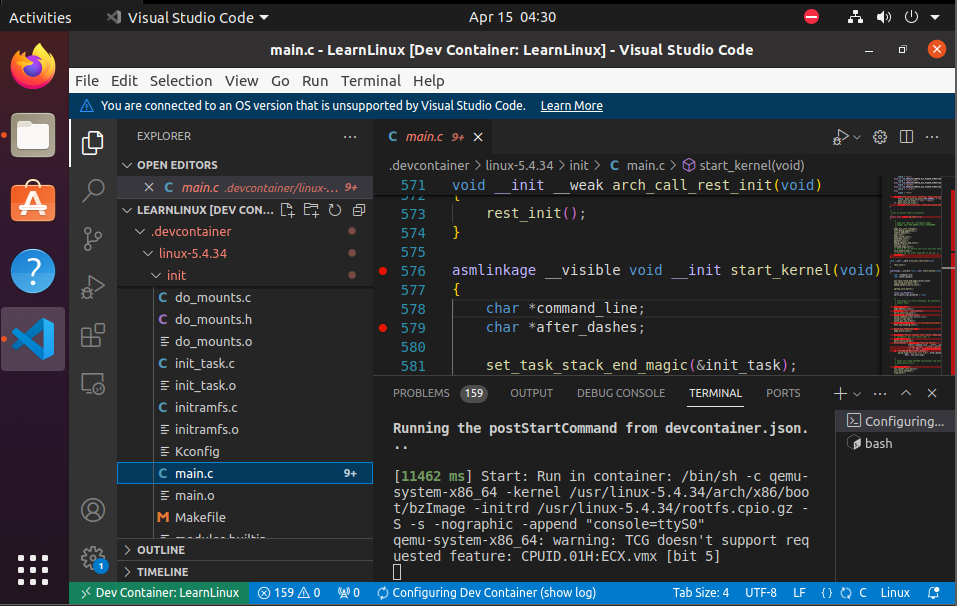 Activities Visual Studio Code Apr 15 04:30
main.c - LearnLinux [Dev Container: LearnLinux] - Visual Studio Code
File Edit Selection View Go Run Terminal Help
You are connected to an OS version that is unsupported by Visual Studio Code. Learn More
EXPLORER
OPEN EDITORS
C main.c .devcontainer/linux-... 9+
LEARNLINUX [DEV CON...
.devcontainer
linux-5.4.34
init
C do_mounts.c
C do_mounts.h
do_mounts.o
C init_task.c
init_task.o
C initramfs.c
initramfs.o
Kconfig
C main.c 9+
main.o
M Makefile
OUTLINE
TIMELINE
1
C main.c 9+
.devcontainer > linux-5.4.34 > init > C main.c > start_kernel(void)
571 void __init __weak arch_call_rest_init(void)
572 {
573 rest_init();
574 }
575
576 asmlinkage __visible void __init start_kernel(void)
577 {
578 char *command_line;
579 char *after_dashes;
580
581 set_task_stack_end_magic(&init_task);
PROBLEMS 159 OUTPUT DEBUG CONSOLE TERMINAL PORTS
Running the postStartCommand from devcontainer.json.
..
[11462 ms] Start: Run in container: /bin/sh -c qemu-
system-x86_64 -kernel /usr/linux-5.4.34/arch/x86/boo
t/bzImage -initrd /usr/linux-5.4.34/rootfs.cpio.gz -
S -s -nographic -append "console=ttyS0"
qemu-system-x86_64: warning: TCG doesn't support req
uested feature: CPUID.01H:ECX.vmx [bit 5]
Configuring...
bash
Dev Container: LearnLinux 159 0 0 Configuring Dev Container (show log) Tab Size: 4 UTF-8 LF {} C Linux